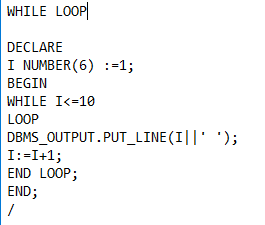 WHILE LOOP
DECLARE
I NUMBER(6) :=1;
BEGIN
WHILE I<=10
LOOP
DBMS_OUTPUT.PUT_LINE(I||' ');
I:=I+1;
END LOOP;
END;
/